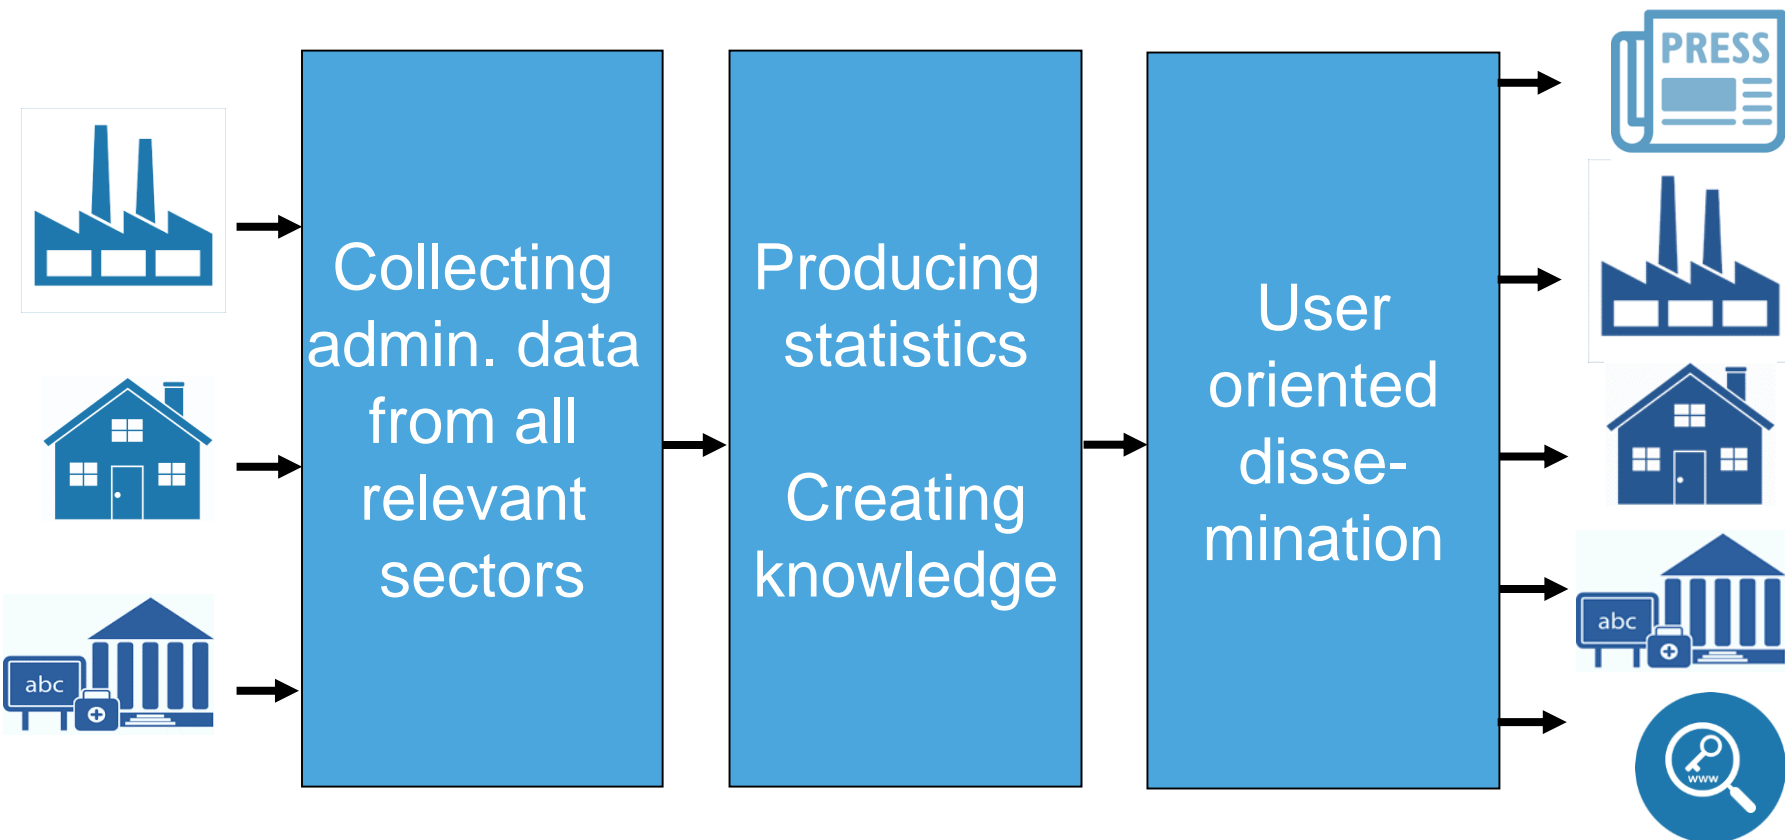 abc
Collecting
admin. data
from all
relevant
sectors
Producing
statistics
Creating
knowledge
User
oriented
disse-
mination
PRESS
abc
www